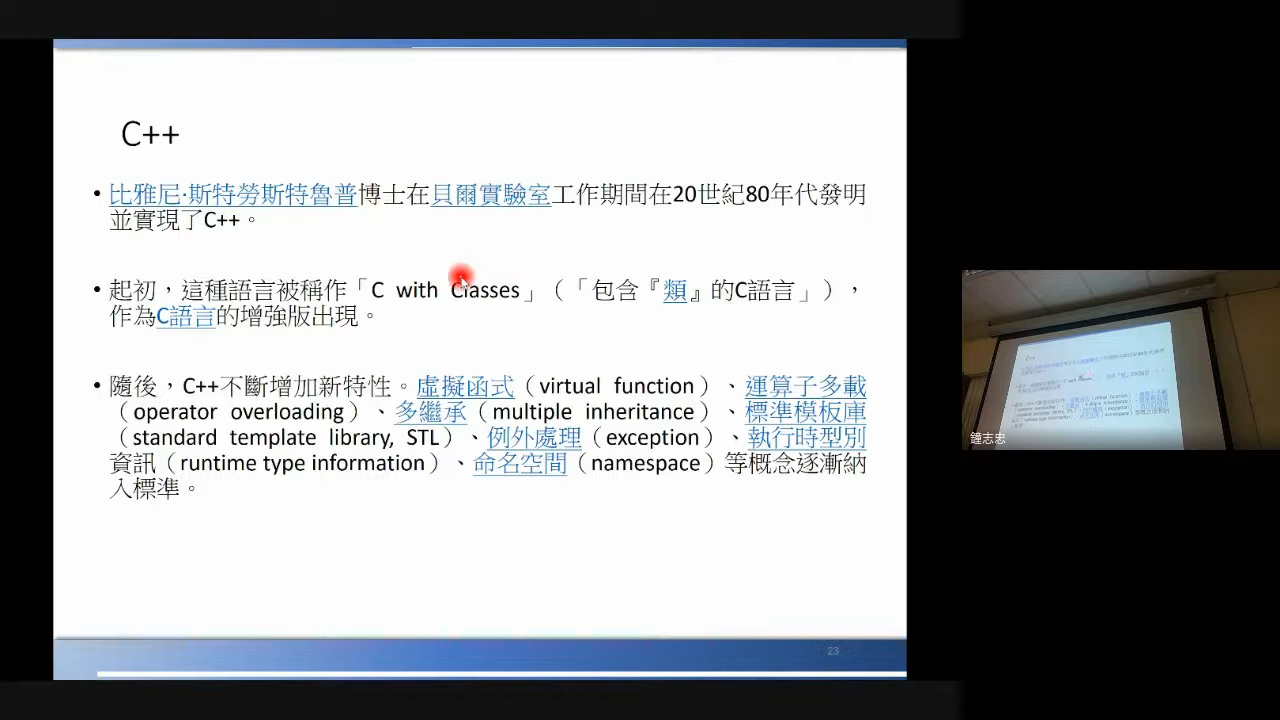 C++
• 比雅尼·斯特勞斯特魯普博士在貝爾實驗室工作期間在20世紀80年代發明
並實現了C++。
• 起初，這種語言被稱作「C with Classes」（「包含『類』的C語言」），
作為C語言的增強版出現。
• 隨後，C++不斷增加新特性。虛擬函式（virtual function）、運算子多載
（operator overloading）、多繼承（multiple inheritance）、標準模板庫
（standard template library, STL）、例外處理（exception）、執行時型別
資訊（runtime type information）、命名空間（namespace）等概念逐漸納
入標準。
23
鐘志忠